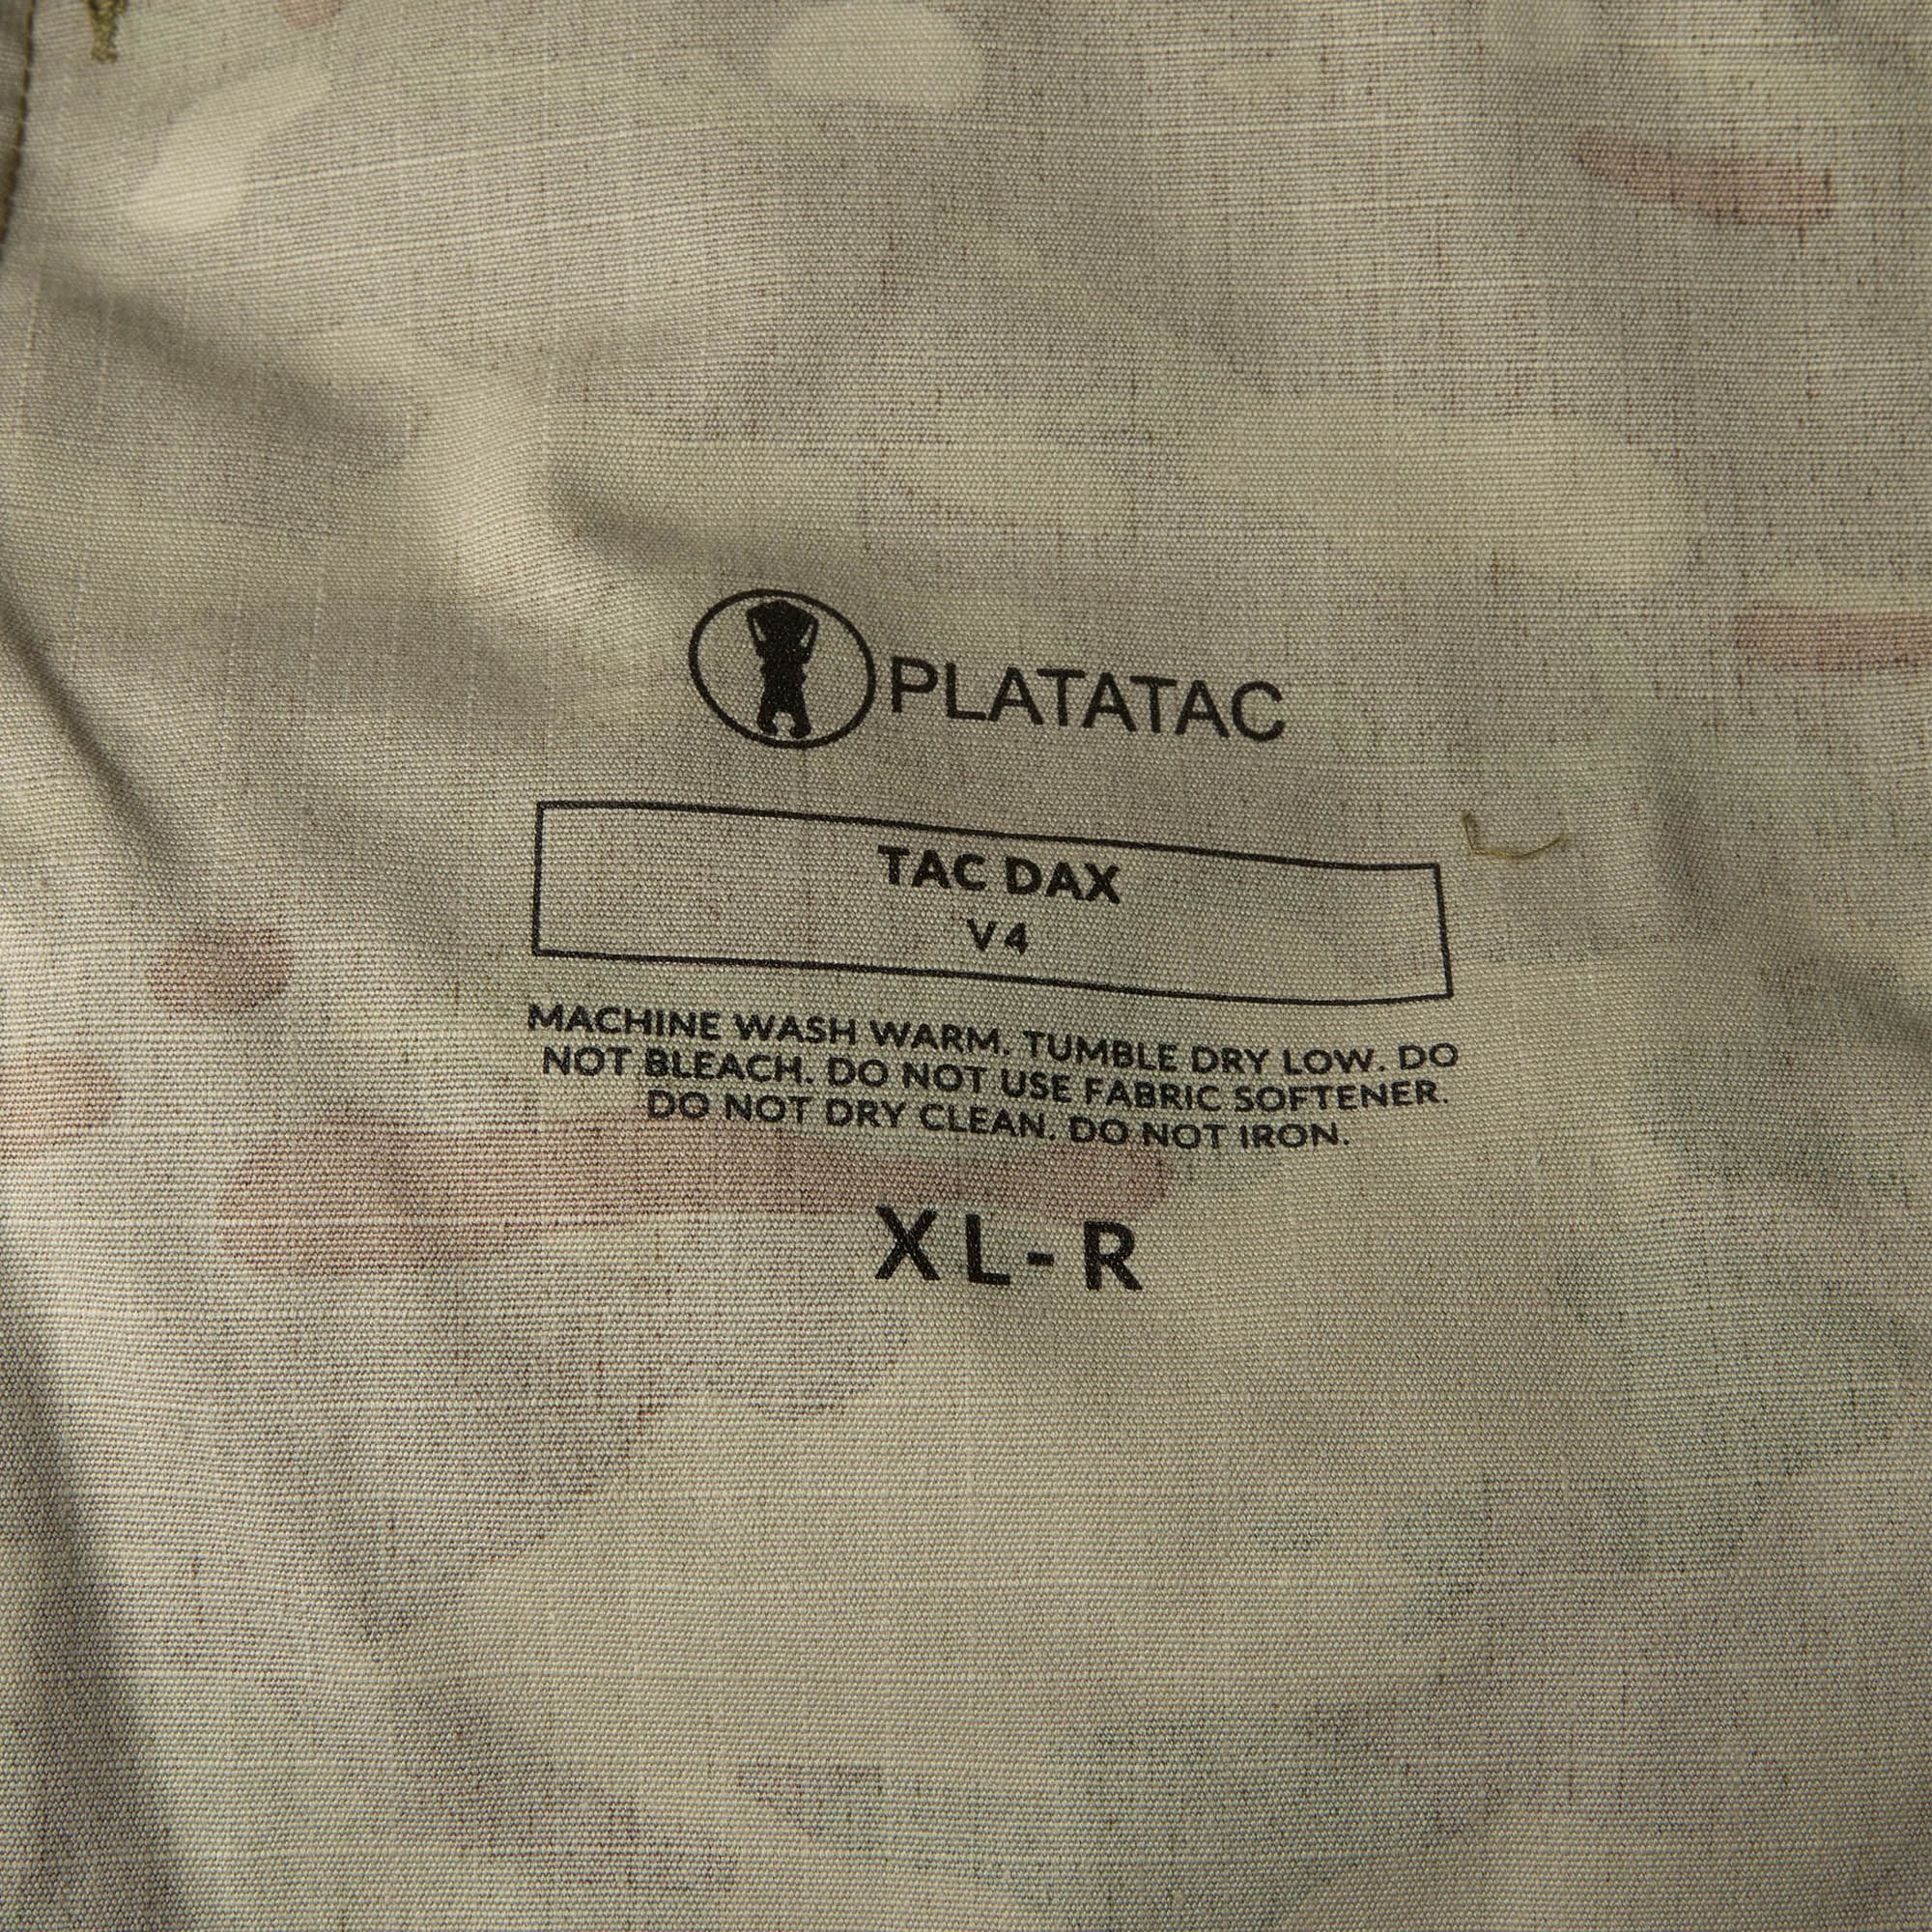 PLATATAC
TAC DAX
V4
MACHINE WASH WARM. TUMBLE DRY LOW. DO
NOT BLEACH. DO NOT USE FABRIC SOFTENER.
DO NOT DRY CLEAN. DO NOT IRON.
XL-R